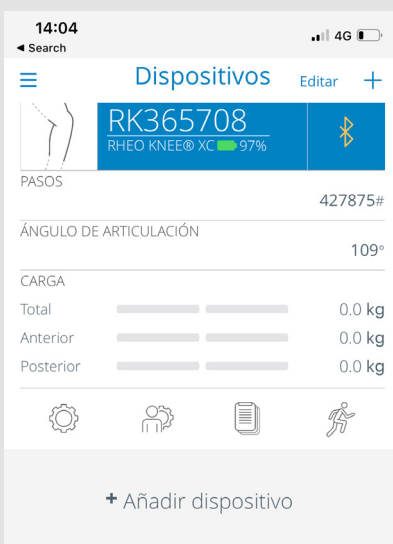 14:04
4G
◀ Search
Dispositivos Editar +
RK365708
RHEO KNEE® XC 97%
PASOS
427875#
ÁNGULO DE ARTICULACIÓN
109°
CARGA
Total 0.0 kg
Anterior 0.0 kg
Posterior 0.0 kg
+ Añadir dispositivo